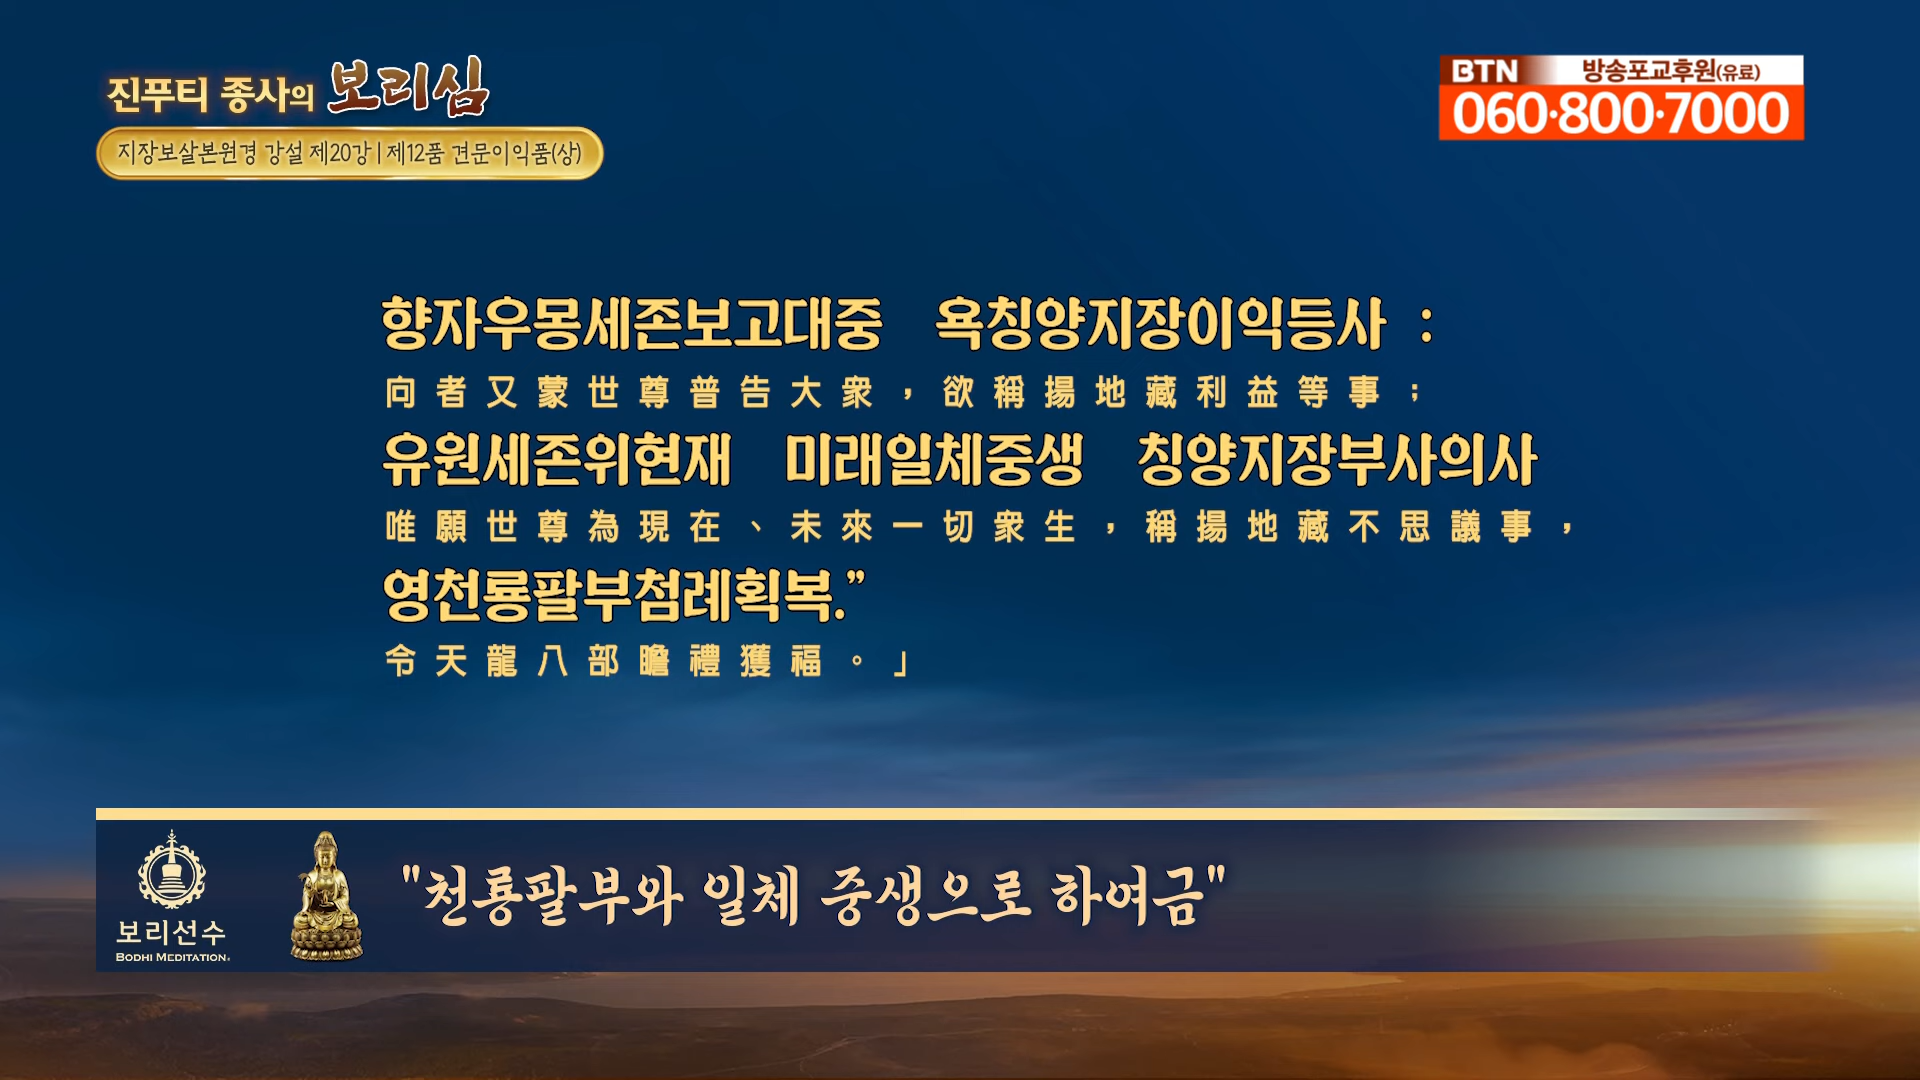 진푸티 종사의 보리심
지장보살본원경 강설 제20강 | 제12품 견문이익품(상)
BTN 방송포교후원(유료)
060·800·7000
향자우몽세존보고대중 욕칭양지장이익등사 :
向者又蒙世尊普告大衆，欲稱揚地藏利益等事；
유원세존위현재 미래일체중생 칭양지장부사의사
唯願世尊為現在、未來一切衆生，稱揚地藏不思議事，
영천룡팔부첨례획복.”
令天龍八部瞻禮獲福。」
"천룡팔부와 일체 중생으로 하여금"
보리선수
BODHI MEDITATION